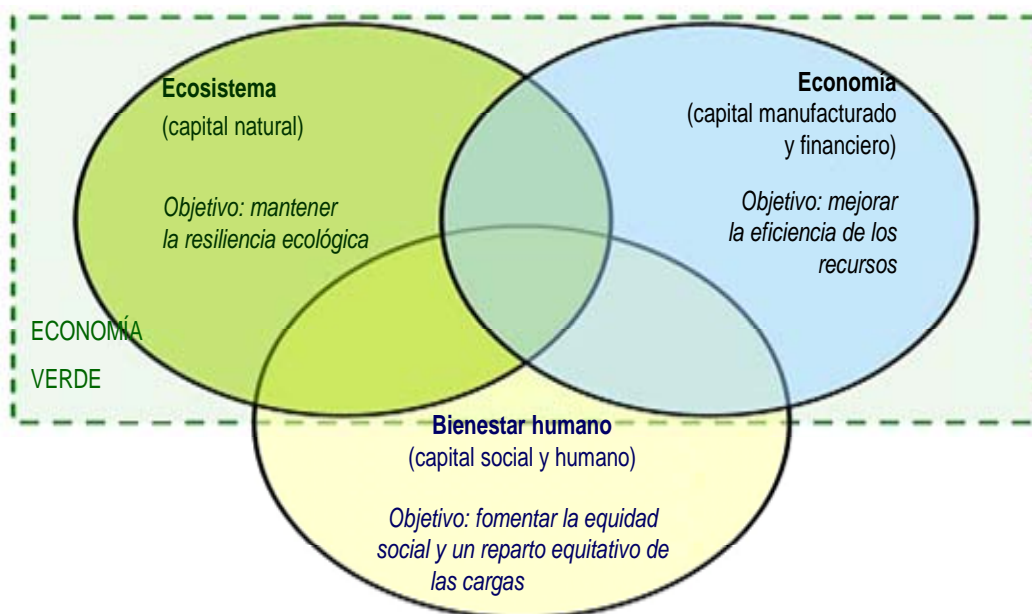 Ecosistema
(capital natural)
Objetivo: mantener
la resiliencia ecológica
Economía
(capital manufacturado
y financiero)
Objetivo: mejorar
la eficiencia de los
recursos
ECONOMÍA
VERDE
Bienestar humano
(capital social y humano)
Objetivo: fomentar la equidad
social y un reparto equitativo de
las cargas